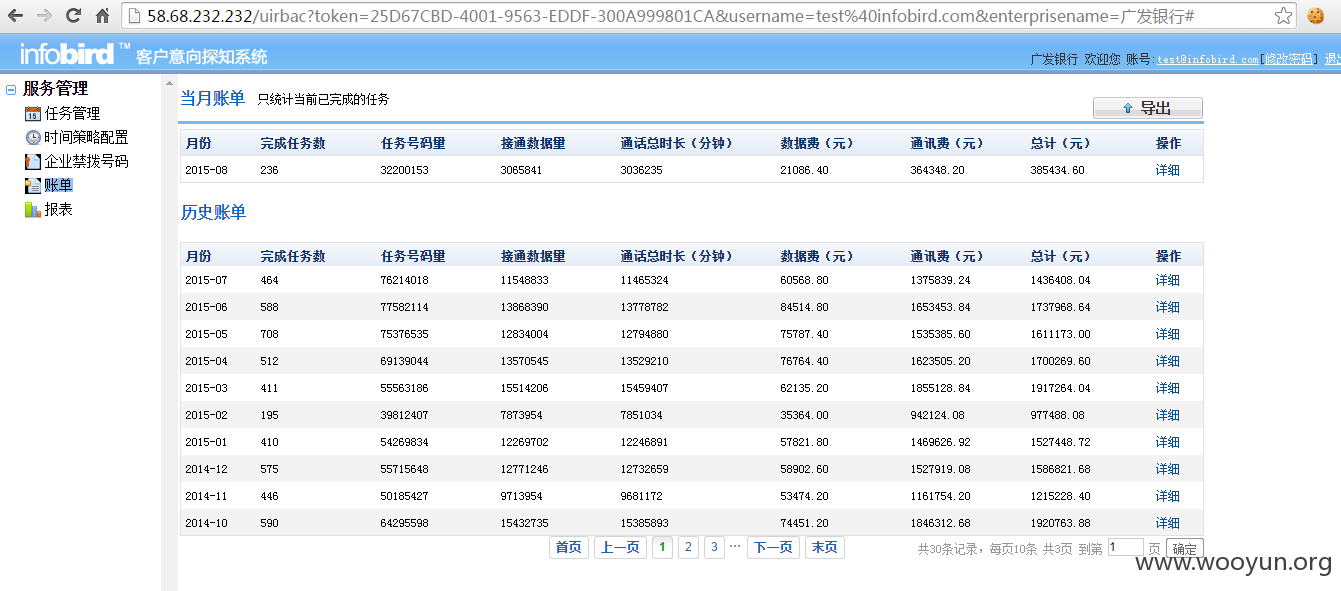 58.68.232.232/uirbac?token=25D67CBD-4001-9563-EDDF-300A999801CA&username=test%40infobird.com&enterprisename=广发银行#
infobird ™ 客户意向探知系统
广发银行 欢迎您 账号:test@infobird.com[修改密码] 退出
服务管理
15 任务管理
时间策略配置
企业禁拨号码
账单
报表
当月账单 只统计当前已完成的任务
导出
月份 完成任务数 任务号码量 接通数据量 通话总时长（分钟） 数据费（元） 通讯费（元） 总计（元） 操作
2015-08 236 32200153 3065841 3036235 21086.40 364348.20 385434.60 详细
历史账单
月份 完成任务数 任务号码量 接通数据量 通话总时长（分钟） 数据费（元） 通讯费（元） 总计（元） 操作
2015-07 464 76214018 11548833 11465324 60568.80 1375839.24 1436408.04 详细
2015-06 588 77582114 13868390 13778782 84514.80 1653453.84 1737968.64 详细
2015-05 708 75376535 12834004 12794880 75787.40 1535385.60 1611173.00 详细
2015-04 512 69139044 13570545 13529210 76764.40 1623505.20 1700269.60 详细
2015-03 411 55563186 15514206 15459407 62135.20 1855128.84 1917264.04 详细
2015-02 195 39812407 7873954 7851034 35364.00 942124.08 977488.08 详细
2015-01 410 54269834 12269702 12246891 57821.80 1469626.92 1527448.72 详细
2014-12 575 55715648 12771246 12732659 58902.60 1527919.08 1586821.68 详细
2014-11 446 50185427 9713954 9681172 53474.20 1161754.20 1215228.40 详细
2014-10 590 64295598 15432735 15385893 74451.20 1846312.68 1920763.88 详细
首页 上一页 1 2 3 ... 下一页 末页 共30条记录，每页10条 共3页 到第 1 页 确定
www.wooyun.org